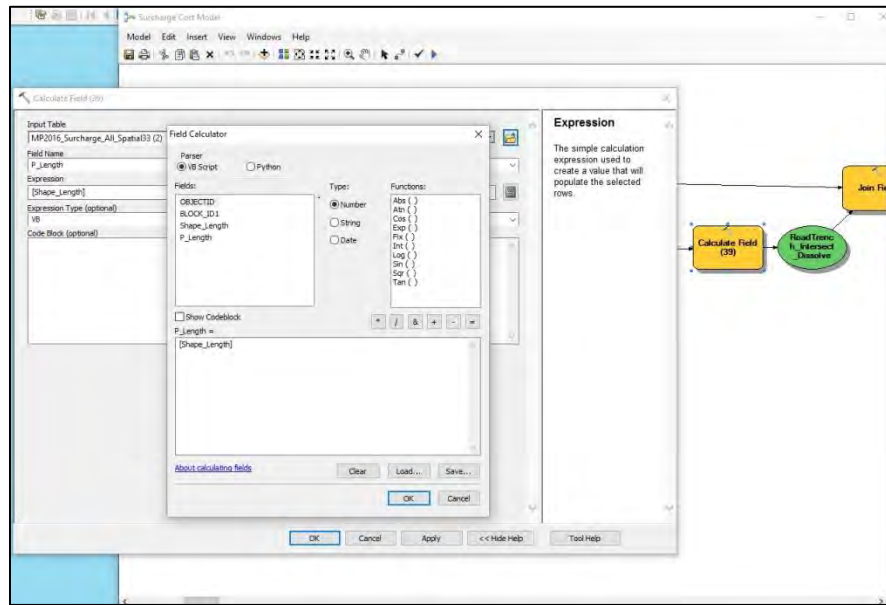 Surcharge Cost Model
Model Edit Insert View Windows Help
Calculate Field (39)
Input Table
MP2016_Surcharge_All_Spatial33 (2)
Field Name
P_Length
Expression
[Shape_Length]
Expression Type (optional)
VB
Code Block (optional)
Field Calculator
Parser
VB Script Python
Fields:
OBJECTID
BLOCK_ID1
Shape_Length
P_Length
Type:
Number
String
Date
Functions:
Abs ( )
Atn ( )
Cos ( )
Exp ( )
Fix ( )
Int ( )
Log ( )
Sin ( )
Sqr ( )
Tan ( )
Show Codeblock
* / & + - =
P_Length =
[Shape_Length]
About calculating fields
Clear Load... Save...
OK Cancel
OK Cancel Apply << Hide Help Tool Help
Expression
The simple calculation
expression used to
create a value that will
populate the selected
rows.
Calculate Field
(39)
RoadTrenc
h_Intersect
_Dissolve
Join Fie